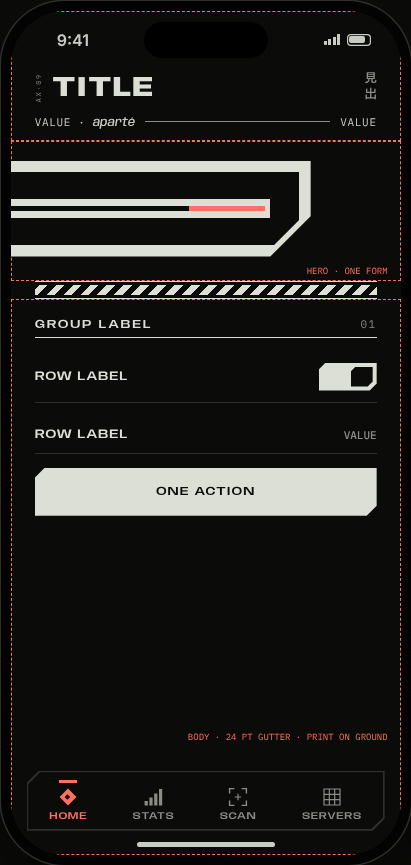 9:41
AX·09
TITLE
見出
VALUE · aparté
VALUE
HERO · ONE FORM
GROUP LABEL
01
ROW LABEL
ROW LABEL
VALUE
ONE ACTION
BODY · 24 PT GUTTER · PRINT ON GROUND
HOME
STATS
SCAN
SERVERS